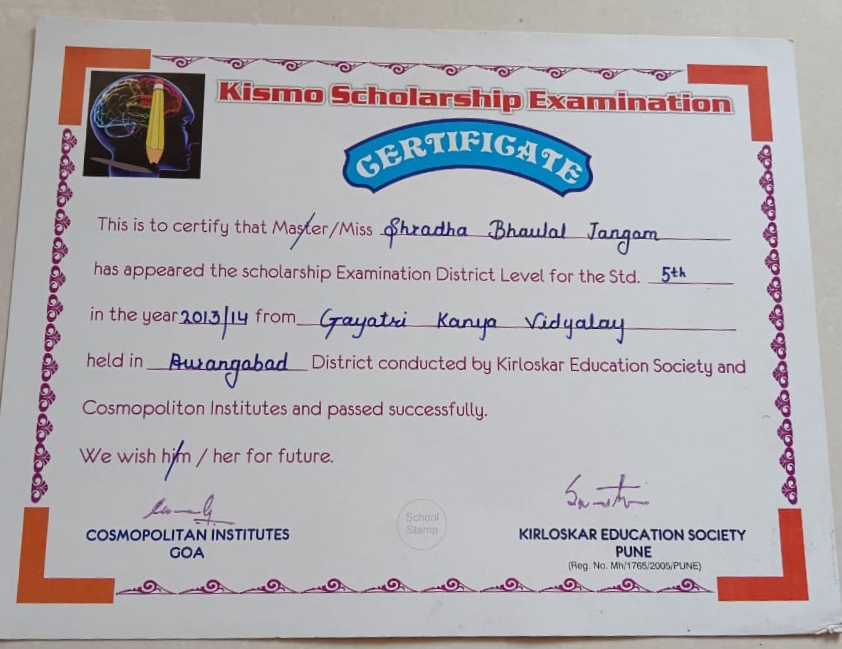 Kismo Scholarship Examination
CERTIFICATE
This is to certify that Master/Miss Shradha Bhaulal Jangam
has appeared the scholarship Examination District Level for the Std. 5th
in the year 2013/14 from Gayatri Kanya Vidyalay
held in Aurangabad District conducted by Kirloskar Education Society and
Cosmopoliton Institutes and passed successfully.
We wish him / her for future.
School
Stamp
COSMOPOLITAN INSTITUTES
GOA
KIRLOSKAR EDUCATION SOCIETY
PUNE
(Reg. No. Mh/1765/2005/PUNE)